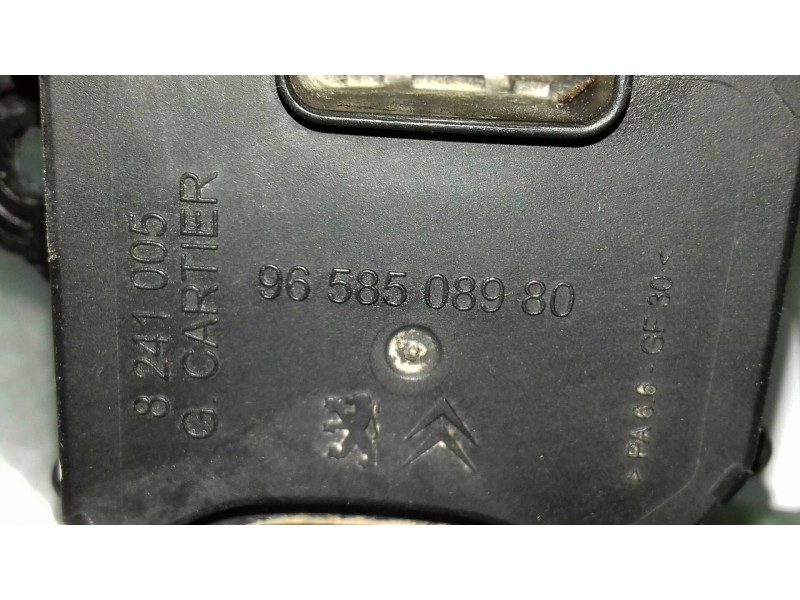 8 241 005
G. CARTIER
96 585 089 80
>PA 6.6 - GF 30<